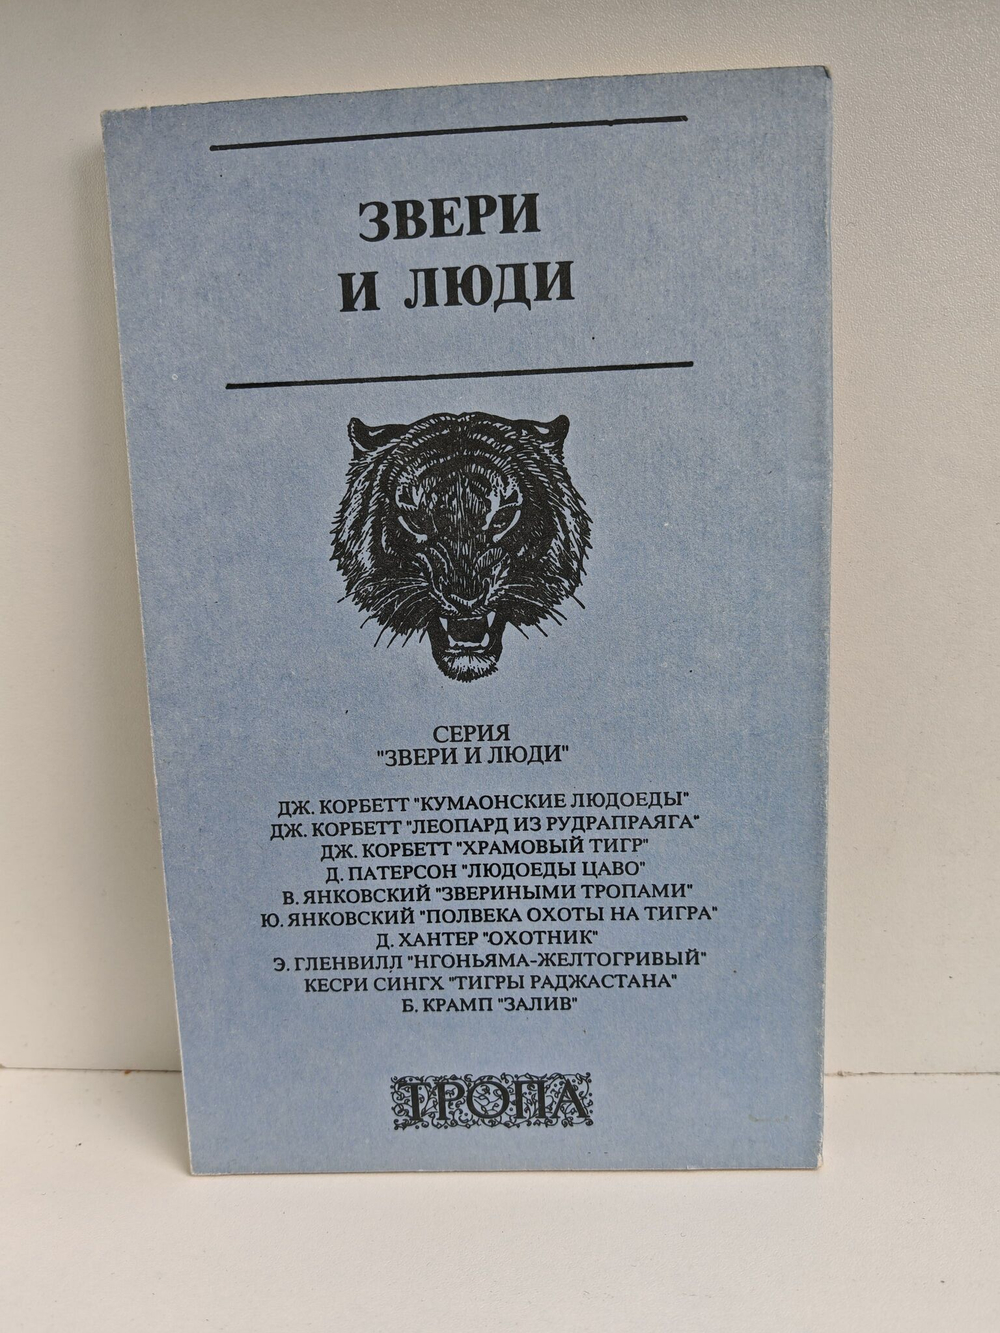 ЗВЕРИ
И ЛЮДИ
СЕРИЯ
"ЗВЕРИ И ЛЮДИ"
ДЖ. КОРБЕТТ "КУМАОНСКИЕ ЛЮДОЕДЫ"
ДЖ. КОРБЕТТ "ЛЕОПАРД ИЗ РУДРАПРАЯГА"
ДЖ. КОРБЕТТ "ХРАМОВЫЙ ТИГР"
Д. ПАТЕРСОН "ЛЮДОЕДЫ ЦАВО"
В. ЯНКОВСКИЙ "ЗВЕРИНЫМИ ТРОПАМИ"
Ю. ЯНКОВСКИЙ "ПОЛВЕКА ОХОТЫ НА ТИГРА"
Д. ХАНТЕР "ОХОТНИК"
Э. ГЛЕНВИЛЛ "НГОНЬЯМА-ЖЕЛТОГРИВЫЙ"
КЕСРИ СИНГХ "ТИГРЫ РАДЖАСТАНА"
Б. КРАМП "ЗАЛИВ"
ТРОПА